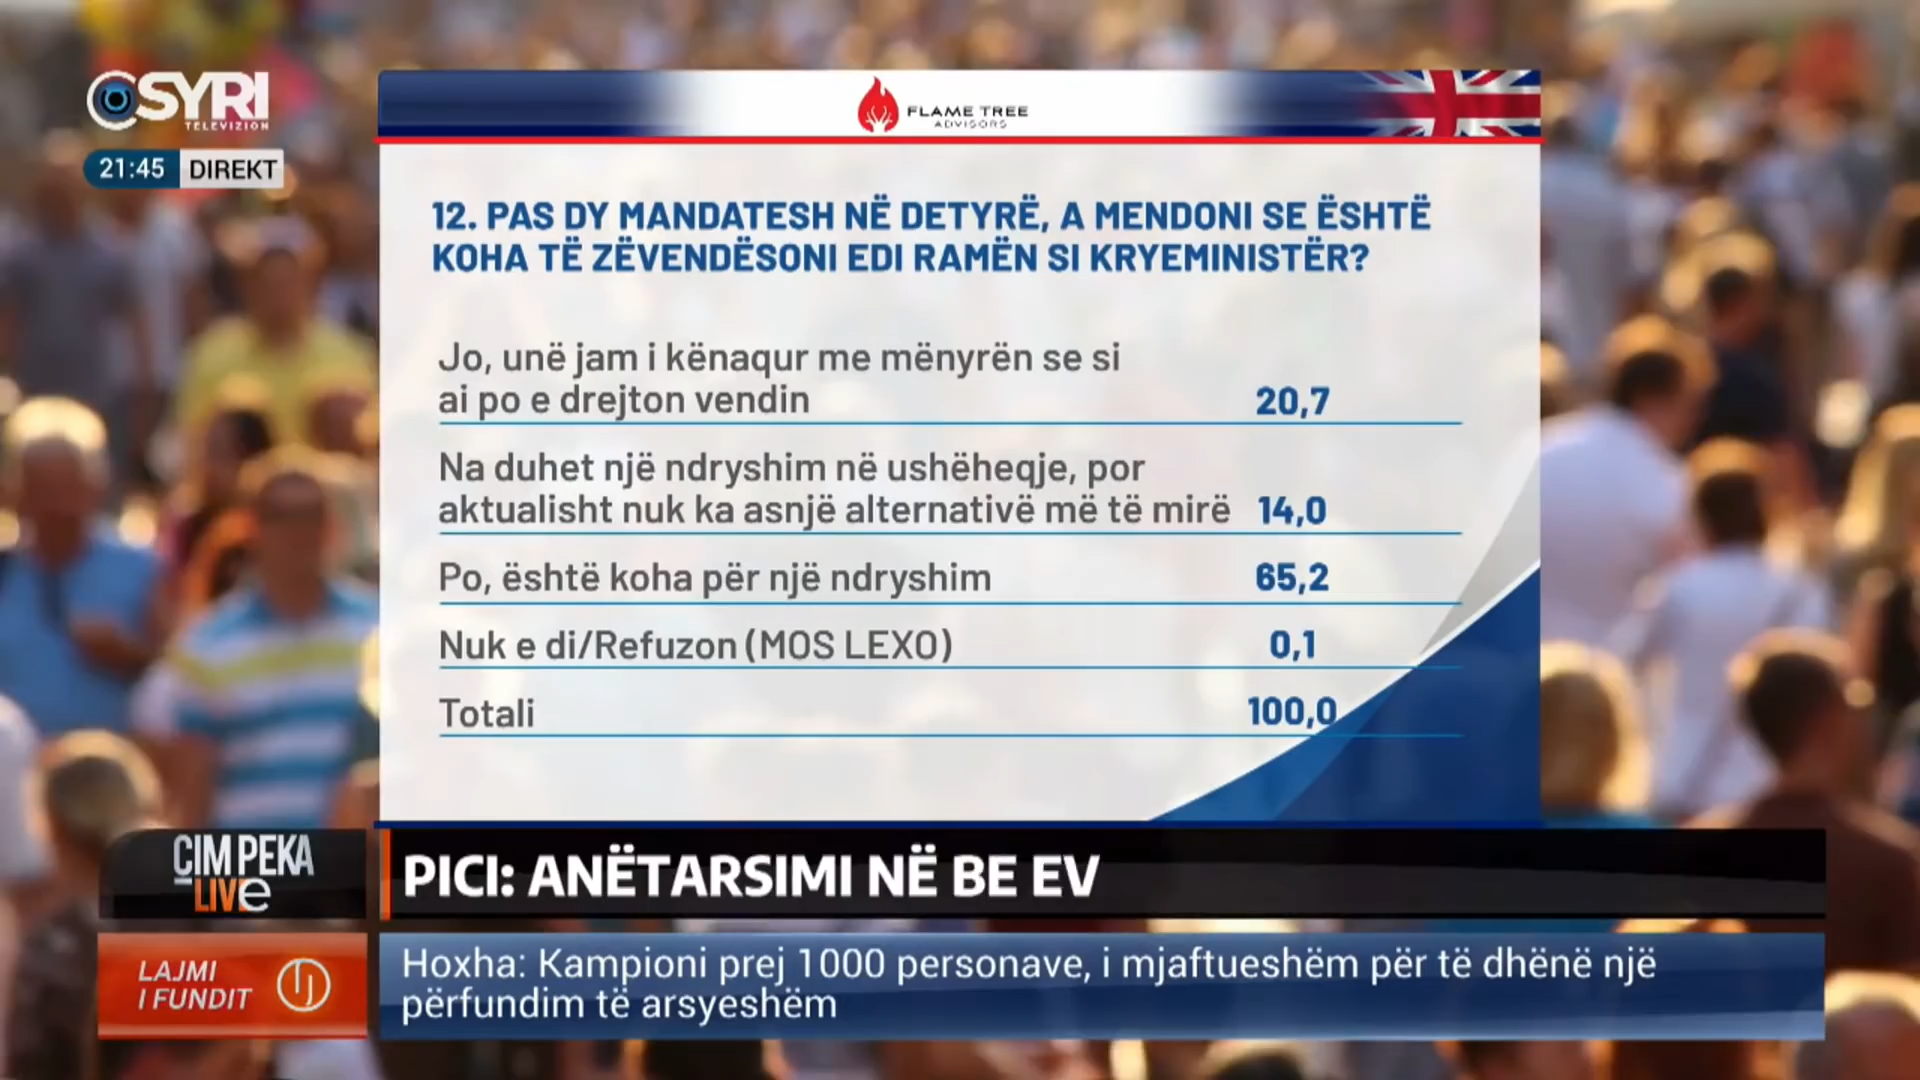 SYRI
TELEVIZION
21:45 DIREKT
FLAME TREE
ADVISORS
12. PAS DY MANDATESH NË DETYRË, A MENDONI SE ËSHTË
KOHA TË ZËVENDËSONI EDI RAMËN SI KRYEMINISTËR?
Jo, unë jam i kënaqur me mënyrën se si
ai po e drejton vendin 20,7
Na duhet një ndryshim në ushëheqje, por
aktualisht nuk ka asnjë alternativë më të mirë 14,0
Po, është koha për një ndryshim 65,2
Nuk e di/Refuzon (MOS LEXO) 0,1
Totali 100,0
ÇIM PEKA
LIVE
PICI: ANËTARSIMI NË BE EV
LAJMI
I FUNDIT
Hoxha: Kampioni prej 1000 personave, i mjaftueshëm për të dhënë një
përfundim të arsyeshëm